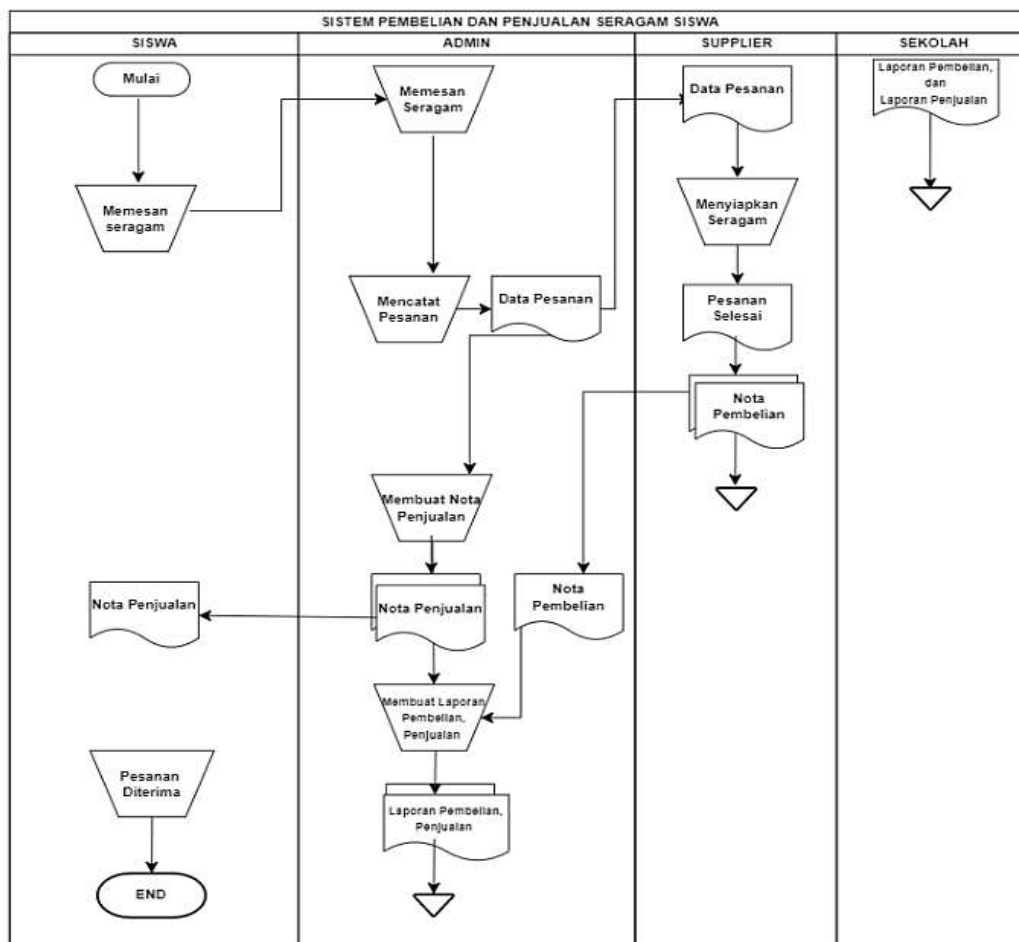 SISTEM PEMBELIAN DAN PENJUALAN SERAGAM SISWA
SISWA
ADMIN
SUPPLIER
SEKOLAH
Mulai
Memesan
seragam
Nota Penjualan
Pesanan
Diterima
END
Memesan
Seragam
Mencatat
Pesanan
Data Pesanan
Membuat Nota
Penjualan
Nota Penjualan
Nota
Pembelian
Membuat Laporan
Pembelian,
Penjualan
Laporan Pembelian,
Penjualan
Data Pesanan
Menyiapkan
Seragam
Pesanan
Selesai
Nota
Pembelian
Laporan Pembelian,
dan
Laporan Penjualan